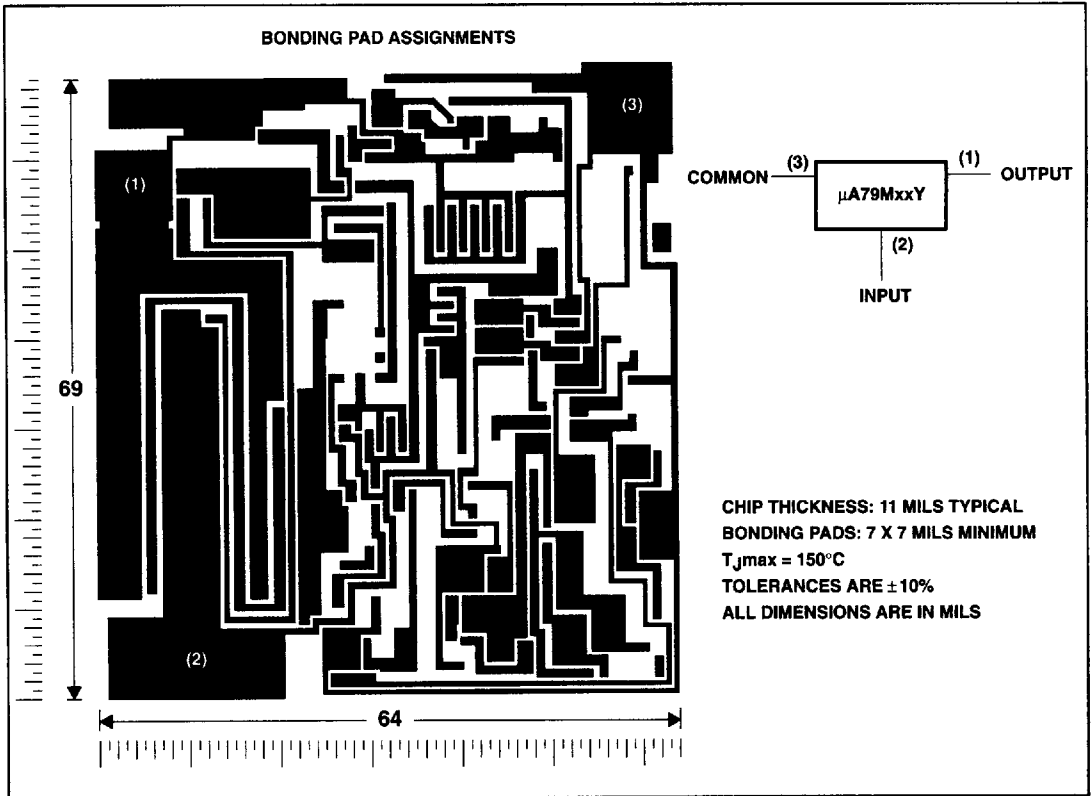 BONDING PAD ASSIGNMENTS
(3)
(1)
(2)
69
64
COMMON
(3)
μA79MxxY
(1)
OUTPUT
(2)
INPUT
CHIP THICKNESS: 11 MILS TYPICAL
BONDING PADS: 7 X 7 MILS MINIMUM
TJmax = 150°C
TOLERANCES ARE ±10%
ALL DIMENSIONS ARE IN MILS